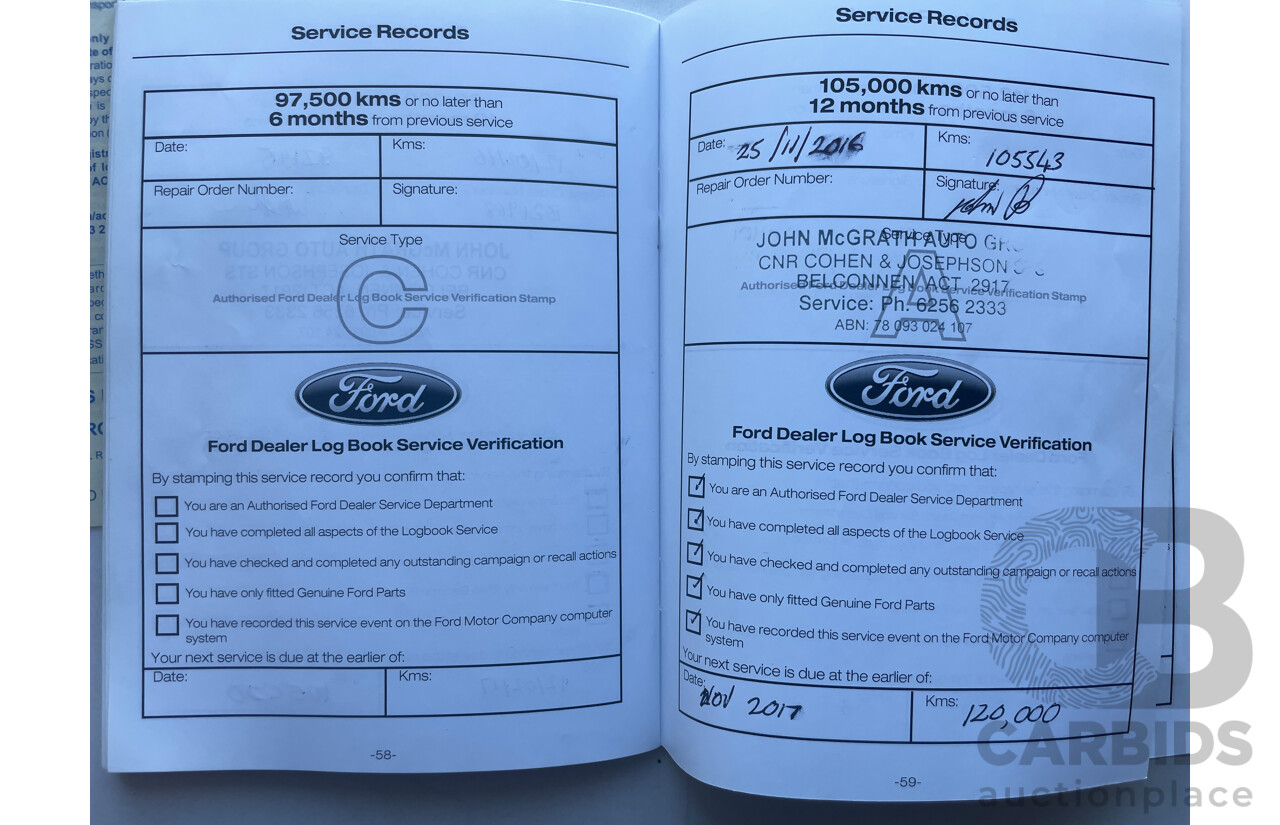 Service Records
97,500 kms or no later than
6 months from previous service
Date:
Kms:
Repair Order Number:
Signature:
Service Type
C
Authorised Ford Dealer Log Book Service Verification Stamp
Ford
Ford Dealer Log Book Service Verification
By stamping this service record you confirm that:
You are an Authorised Ford Dealer Service Department
You have completed all aspects of the Logbook Service
You have checked and completed any outstanding campaign or recall actions
You have only fitted Genuine Ford Parts
You have recorded this service event on the Ford Motor Company computer
system
Your next service is due at the earlier of:
Date:
Kms:
-58-
Service Records
105,000 kms or no later than
12 months from previous service
Date: 25/11/2016
Kms: 105543
Repair Order Number:
Signature:
Service Type
JOHN McGRATH AUTO
CNR COHEN & JOSEPHSON
BELCONNEN ACT 2917
Authorised Ford Dealer Log Book Service Verification Stamp
A
Service: Ph. 6256 2333
ABN: 78 093 024 107
Ford
Ford Dealer Log Book Service Verification
By stamping this service record you confirm that:
You are an Authorised Ford Dealer Service Department
You have completed all aspects of the Logbook Service
You have checked and completed any outstanding campaign or recall actions
You have only fitted Genuine Ford Parts
You have recorded this service event on the Ford Motor Company computer
system
Your next service is due at the earlier of:
Date: Nov 2017
Kms: 120,000
-59-
CB
CARBIDS
auctionplace